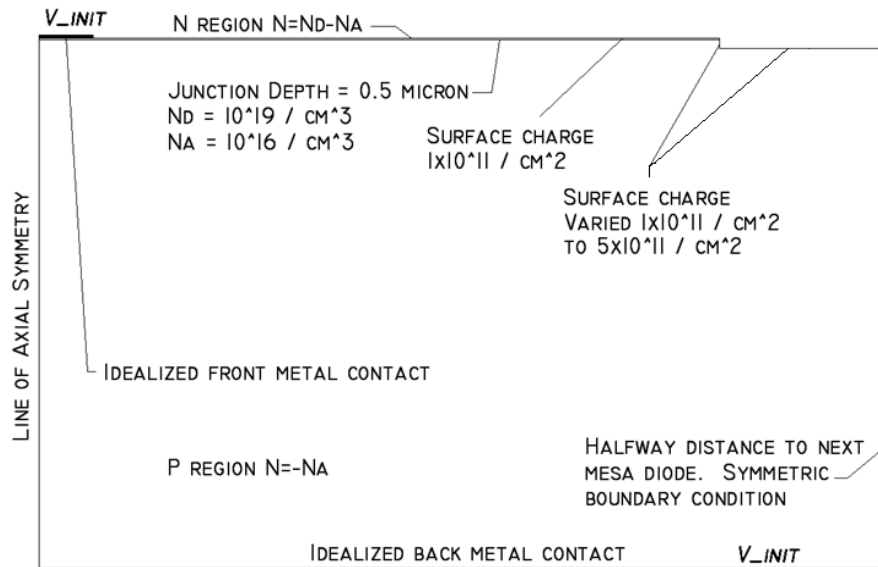 V_INIT
N REGION N=ND-NA
JUNCTION DEPTH = 0.5 MICRON
ND = 10^19 / CM^3
NA = 10^16 / CM^3
SURFACE CHARGE
1X10^11 / CM^2
SURFACE CHARGE
VARIED 1X10^11 / CM^2
TO 5X10^11 / CM^2
LINE OF AXIAL SYMMETRY
IDEALIZED FRONT METAL CONTACT
P REGION N=-NA
HALFWAY DISTANCE TO NEXT
MESA DIODE. SYMMETRIC
BOUNDARY CONDITION
IDEALIZED BACK METAL CONTACT
V_INIT